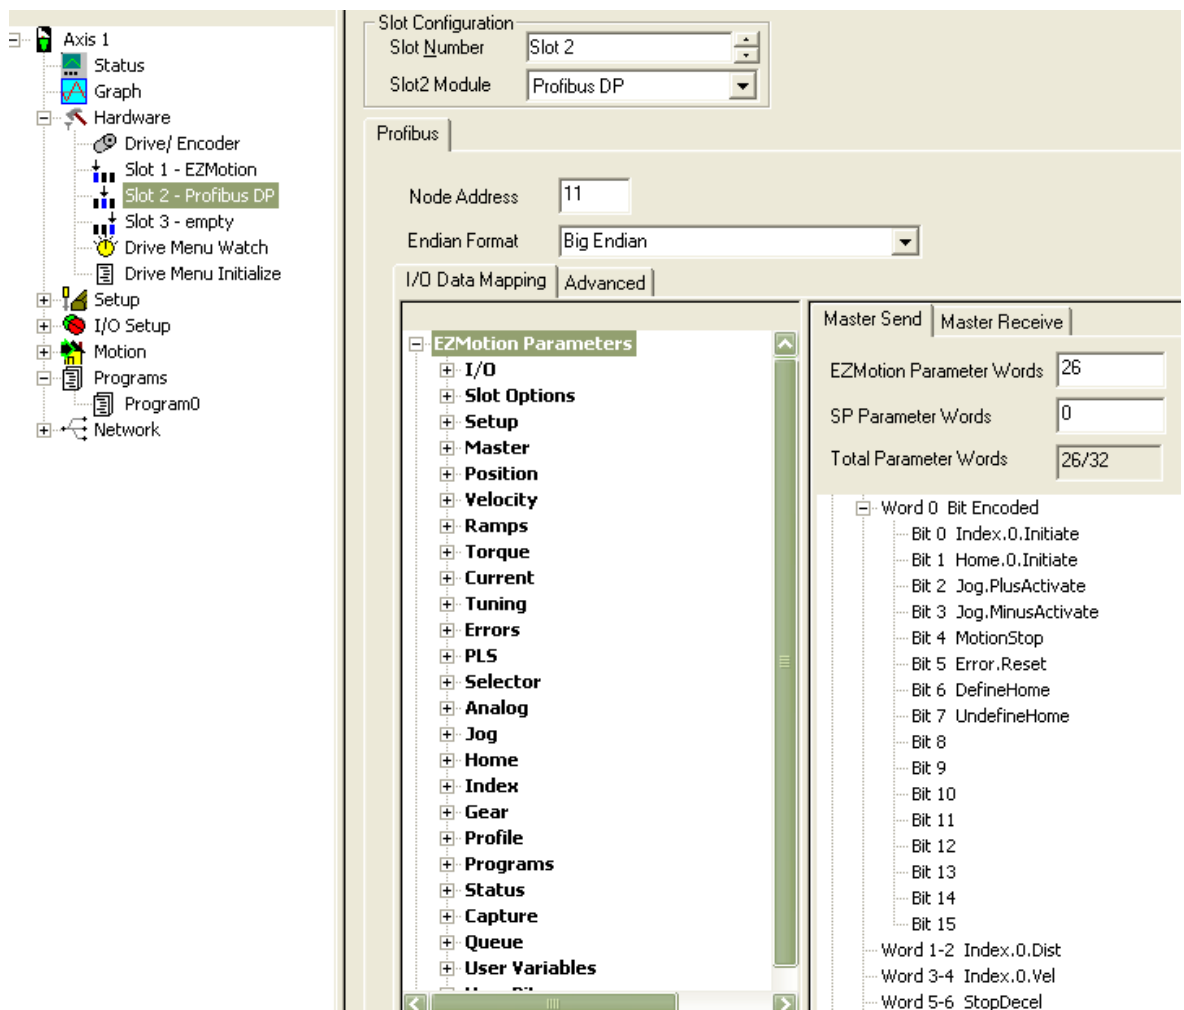 Axis 1
Status
Graph
Hardware
Drive/ Encoder
Slot 1 - EZMotion
Slot 2 - Profibus DP
Slot 3 - empty
Drive Menu Watch
Drive Menu Initialize
Setup
I/O Setup
Motion
Programs
Program0
Network
Slot Configuration
Slot Number Slot 2
Slot2 Module Profibus DP
Profibus
Node Address 11
Endian Format Big Endian
I/O Data Mapping Advanced
EZMotion Parameters
I/O
Slot Options
Setup
Master
Position
Velocity
Ramps
Torque
Current
Tuning
Errors
PLS
Selector
Analog
Jog
Home
Index
Gear
Profile
Programs
Status
Capture
Queue
User Variables
Master Send Master Receive
EZMotion Parameter Words 26
SP Parameter Words 0
Total Parameter Words 26/32
Word 0 Bit Encoded
Bit 0 Index.0.Initiate
Bit 1 Home.0.Initiate
Bit 2 Jog.PlusActivate
Bit 3 Jog.MinusActivate
Bit 4 MotionStop
Bit 5 Error.Reset
Bit 6 DefineHome
Bit 7 UndefineHome
Bit 8
Bit 9
Bit 10
Bit 11
Bit 12
Bit 13
Bit 14
Bit 15
Word 1-2 Index.0.Dist
Word 3-4 Index.0.Vel
Word 5-6 StopDecel